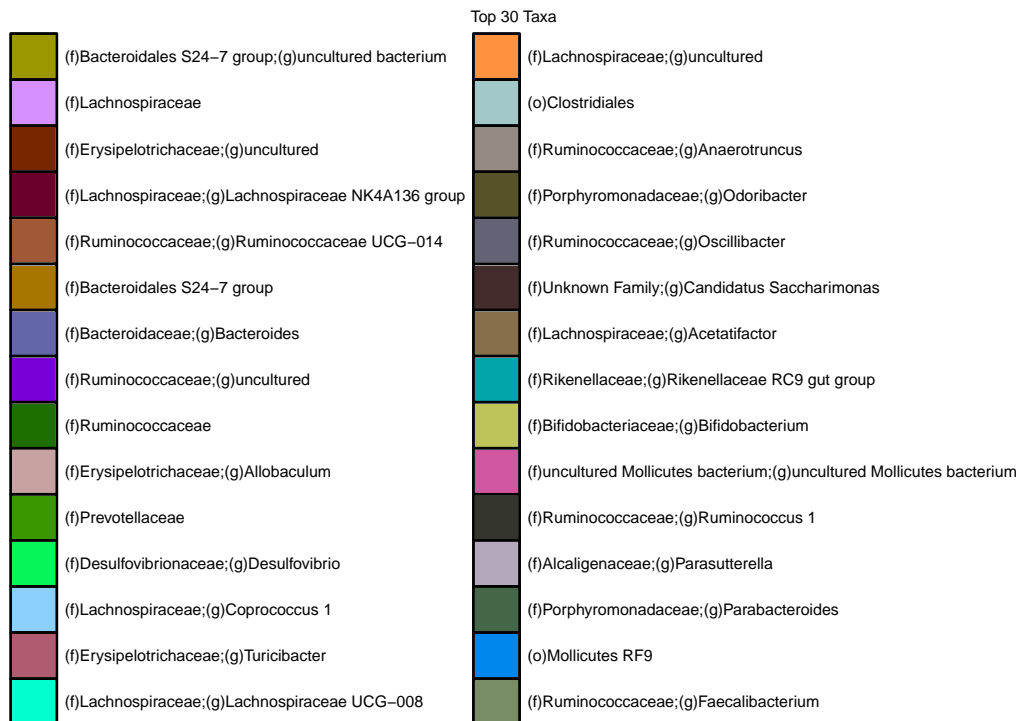 Top 30 Taxa
(f)Bacteroidales S24−7 group;(g)uncultured bacterium
(f)Lachnospiraceae
(f)Erysipelotrichaceae;(g)uncultured
(f)Lachnospiraceae;(g)Lachnospiraceae NK4A136 group
(f)Ruminococcaceae;(g)Ruminococcaceae UCG−014
(f)Bacteroidales S24−7 group
(f)Bacteroidaceae;(g)Bacteroides
(f)Ruminococcaceae;(g)uncultured
(f)Ruminococcaceae
(f)Erysipelotrichaceae;(g)Allobaculum
(f)Prevotellaceae
(f)Desulfovibrionaceae;(g)Desulfovibrio
(f)Lachnospiraceae;(g)Coprococcus 1
(f)Erysipelotrichaceae;(g)Turicibacter
(f)Lachnospiraceae;(g)Lachnospiraceae UCG−008
(f)Lachnospiraceae;(g)uncultured
(o)Clostridiales
(f)Ruminococcaceae;(g)Anaerotruncus
(f)Porphyromonadaceae;(g)Odoribacter
(f)Ruminococcaceae;(g)Oscillibacter
(f)Unknown Family;(g)Candidatus Saccharimonas
(f)Lachnospiraceae;(g)Acetatifactor
(f)Rikenellaceae;(g)Rikenellaceae RC9 gut group
(f)Bifidobacteriaceae;(g)Bifidobacterium
(f)uncultured Mollicutes bacterium;(g)uncultured Mollicutes bacterium
(f)Ruminococcaceae;(g)Ruminococcus 1
(f)Alcaligenaceae;(g)Parasutterella
(f)Porphyromonadaceae;(g)Parabacteroides
(o)Mollicutes RF9
(f)Ruminococcaceae;(g)Faecalibacterium